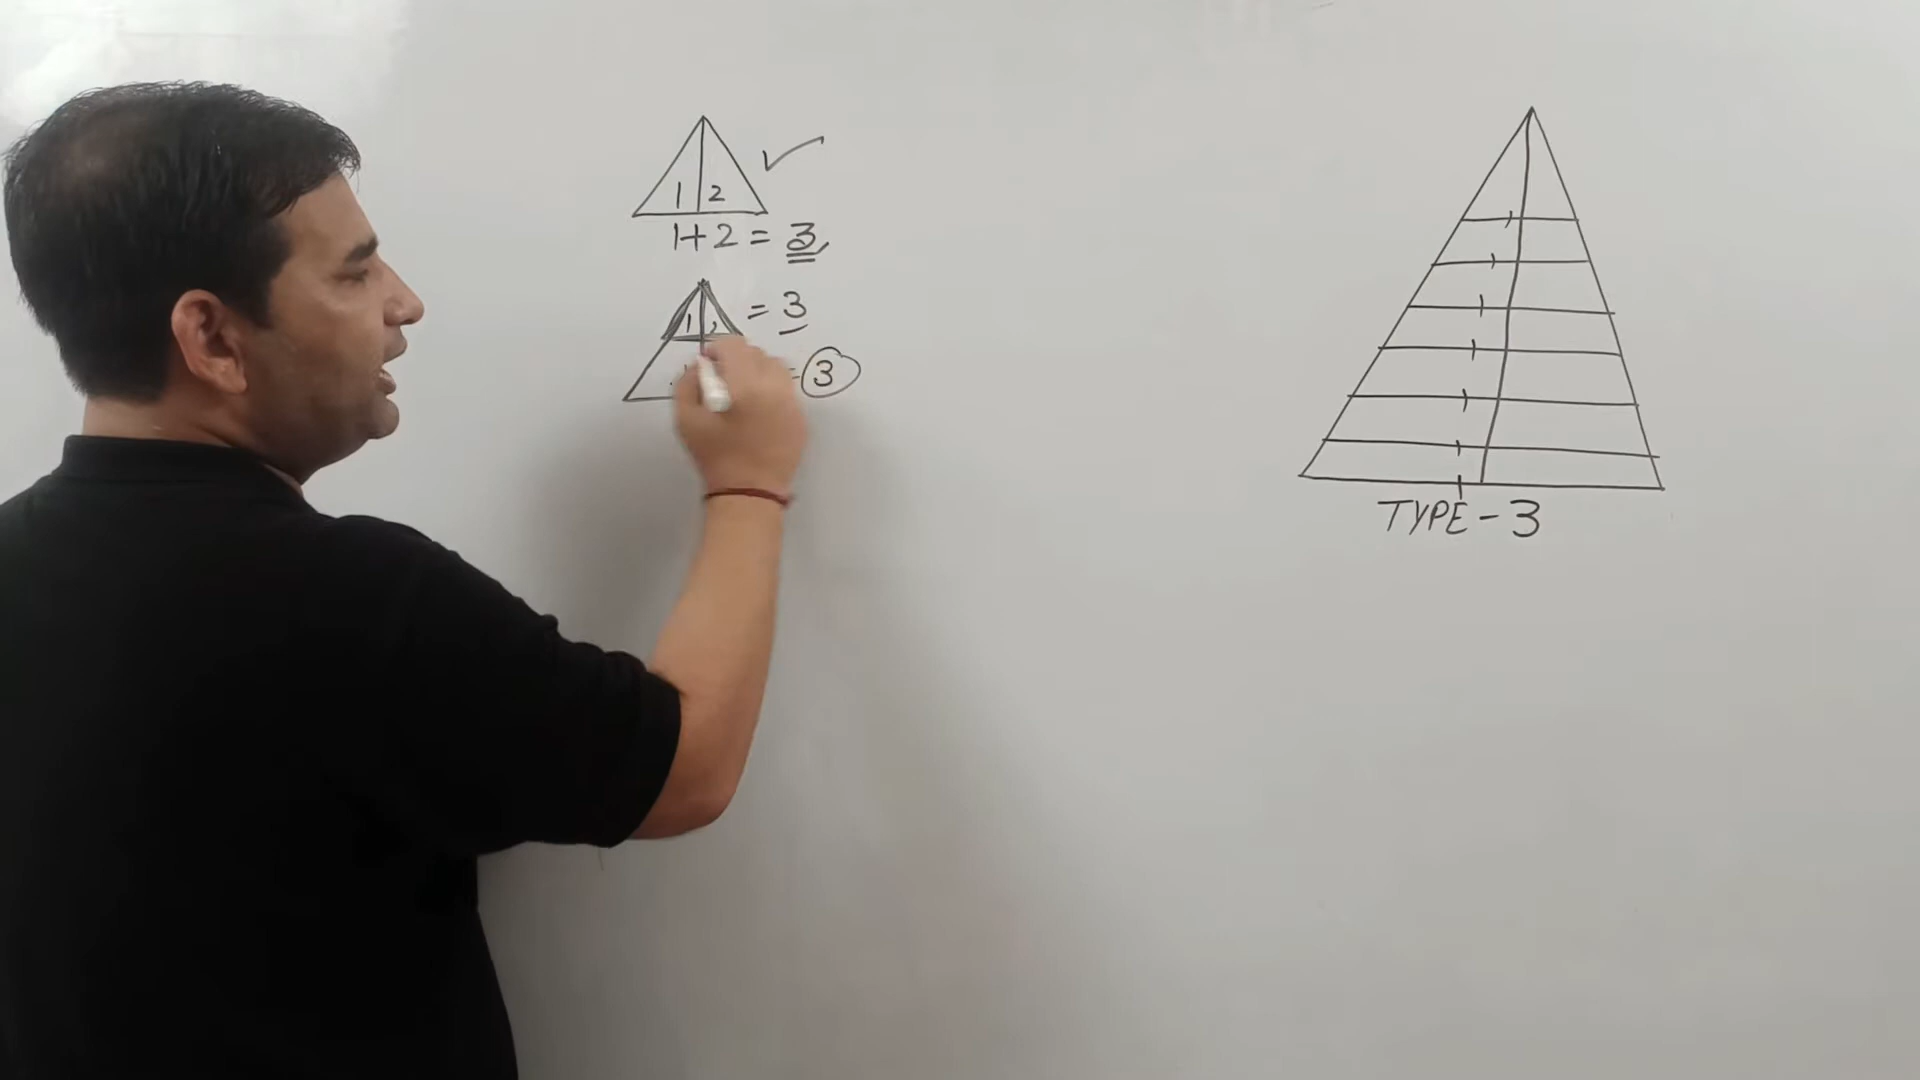 1 2
1+2 = 3
1 2 = 3
= 3
TYPE-3